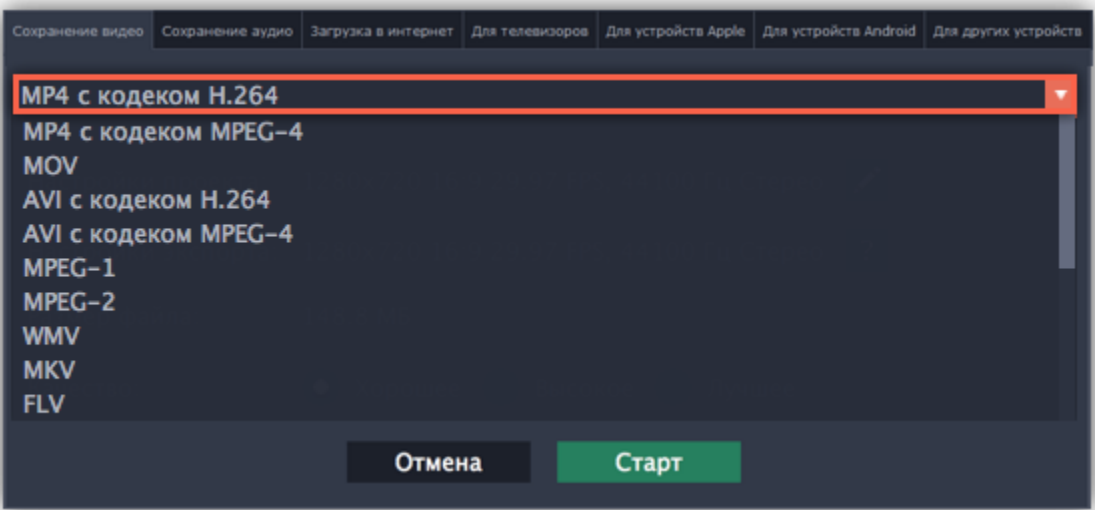 Сохранение видео Сохранение аудио Загрузка в интернет Для телевизоров Для устройств Apple Для устройств Android Для других устройств
MP4 с кодеком H.264
MP4 с кодеком MPEG-4
MOV
AVI с кодеком H.264
AVI с кодеком MPEG-4
MPEG-1
MPEG-2
WMV
MKV
FLV
Отмена Старт